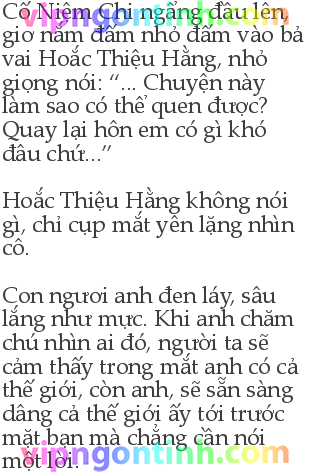 Cố Niệm Chi ngẩng đầu lên,
giơ nắm đấm nhỏ đấm vào bả
vai Hoắc Thiệu Hằng, nhỏ
giọng nói: “... Chuyện này
làm sao có thể quen được?
Quay lại hôn em có gì khó
đâu chứ...”
Hoắc Thiệu Hằng không nói
gì, chỉ cụp mắt yên lặng nhìn
cô.
Con ngươi anh đen láy, sâu
lắng như mực. Khi anh chăm
chú nhìn ai đó, người ta sẽ
cảm thấy trong mắt anh có cả
thế giới, còn anh, sẽ sẵn sàng
dâng cả thế giới ấy tới trước
mặt bạn mà chẳng cần nói
một lời.
vipngontinh.com
vipngontinh.com